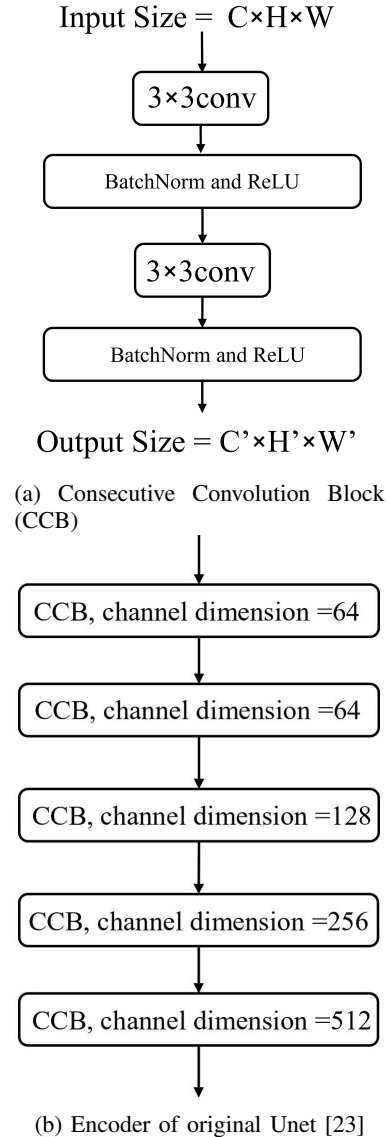 Input Size = C×H×W
3×3conv
BatchNorm and ReLU
3×3conv
BatchNorm and ReLU
Output Size = C’×H’×W’
(a) Consecutive Convolution Block
(CCB)
CCB, channel dimension =64
CCB, channel dimension =64
CCB, channel dimension =128
CCB, channel dimension =256
CCB, channel dimension =512
(b) Encoder of original Unet [23]